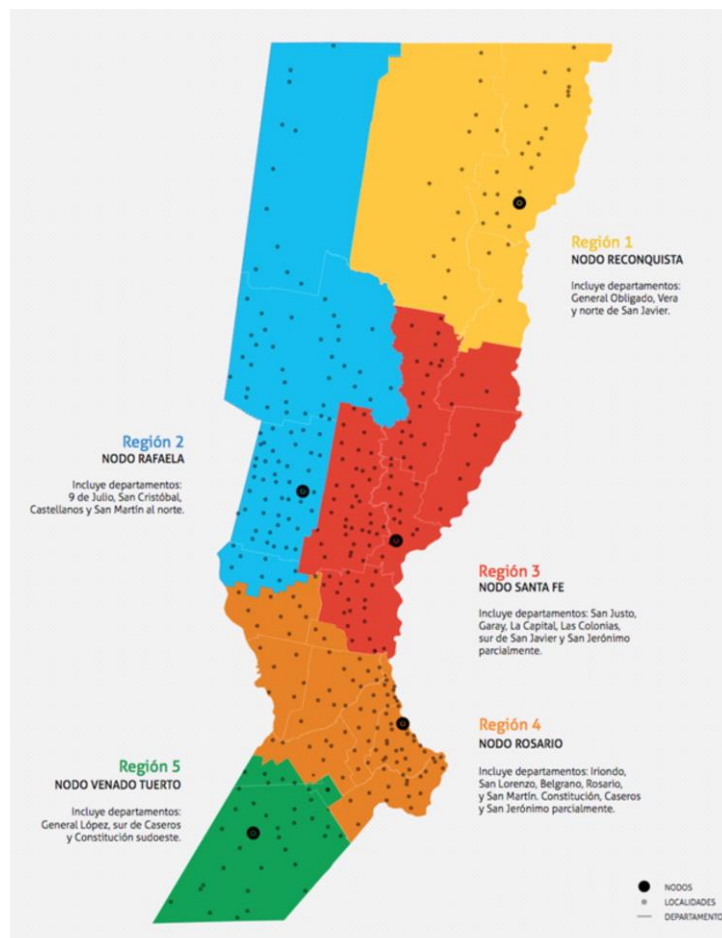 Región 1
NODO RECONQUISTA
Incluye departamentos:
General Obligado, Vera
y norte de San Javier.
Región 2
NODO RAFAELA
Incluye departamentos:
9 de Julio, San Cristóbal,
Castellanos y San Martín al norte.
Región 3
NODO SANTA FE
Incluye departamentos: San Justo,
Garay, La Capital, Las Colonias,
sur de San Javier y San Jerónimo
parcialmente.
Región 4
NODO ROSARIO
Incluye departamentos: Iriondo,
San Lorenzo, Belgrano, Rosario,
y San Martín. Constitución, Caseros
y San Jerónimo parcialmente.
Región 5
NODO VENADO TUERTO
Incluye departamentos:
General López, sur de Caseros
y Constitución sudoeste.
NODOS
LOCALIDADES
DEPARTAMENTO